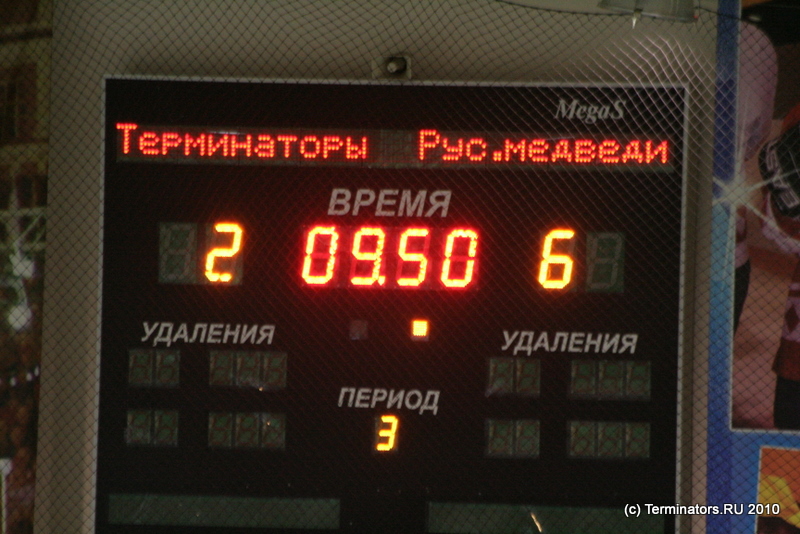 MegaS
Терминаторы Рус.медведи
ВРЕМЯ
2 09.50 6
УДАЛЕНИЯ УДАЛЕНИЯ
ПЕРИОД
3
(c) Terminators.RU 2010